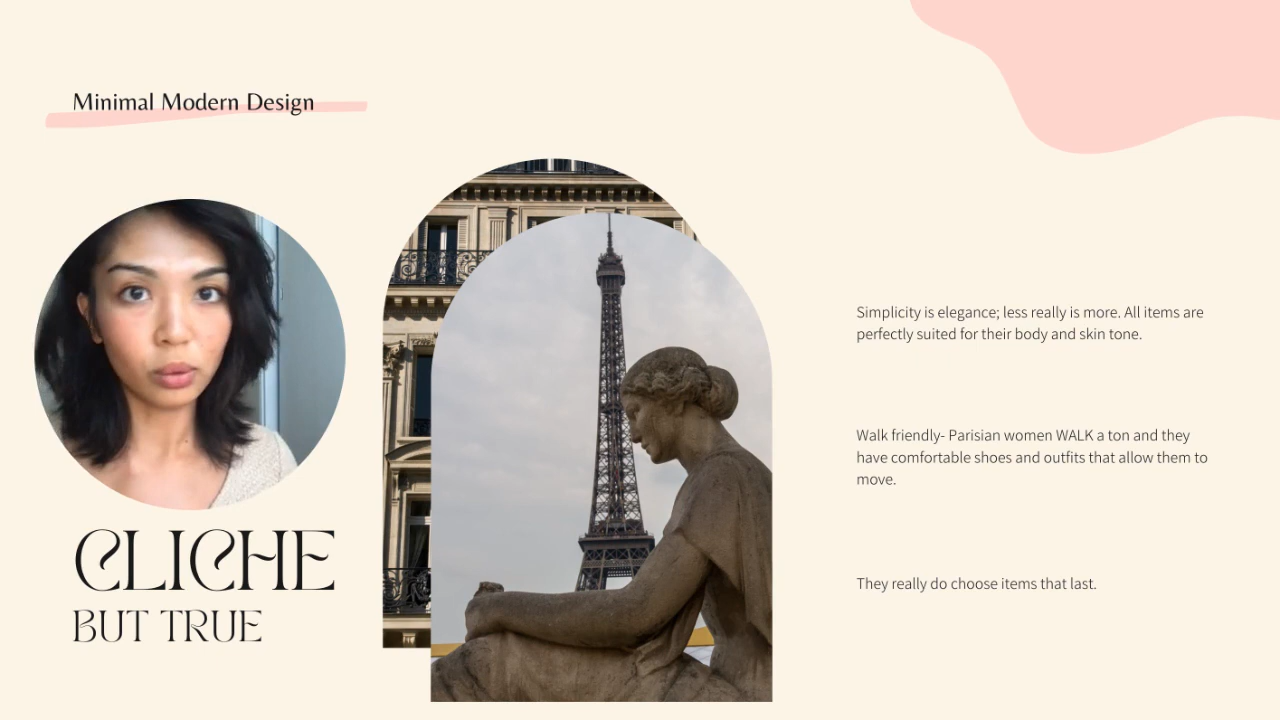 Minimal Modern Design
CLICHE
BUT TRUE
Simplicity is elegance; less really is more. All items are
perfectly suited for their body and skin tone.
Walk friendly- Parisian women WALK a ton and they
have comfortable shoes and outfits that allow them to
move.
They really do choose items that last.